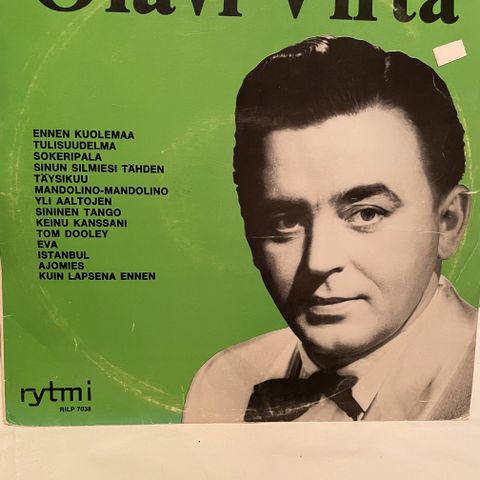 Olavi Virta
ENNEN KUOLEMAA
TULISUUDELMA
SOKERIPALA
SINUN SILMIESI TÄHDEN
TÄYSIKUU
MANDOLINO-MANDOLINO
YLI AALTOJEN
SININEN TANGO
KEINU KANSSANI
TOM DOOLEY
EVA
ISTANBUL
AJOMIES
KUIN LAPSENA ENNEN
rytmi
RILP 7038